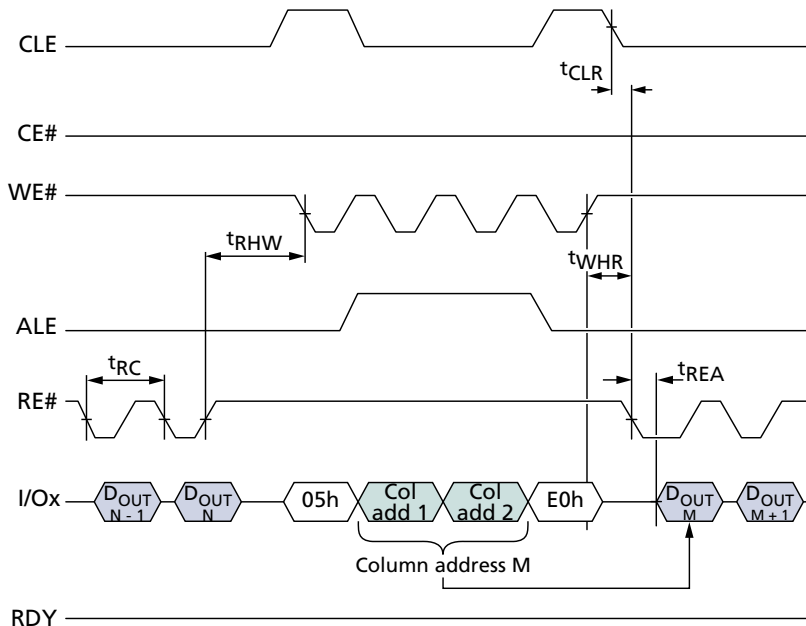 CLE
tCLR
CE#
WE#
tRHW
tWHR
ALE
tRC
tREA
RE#
I/Ox
DOUT
N - 1
DOUT
N
05h
Col
add 1
Col
add 2
E0h
DOUT
M
DOUT
M + 1
Column address M
RDY